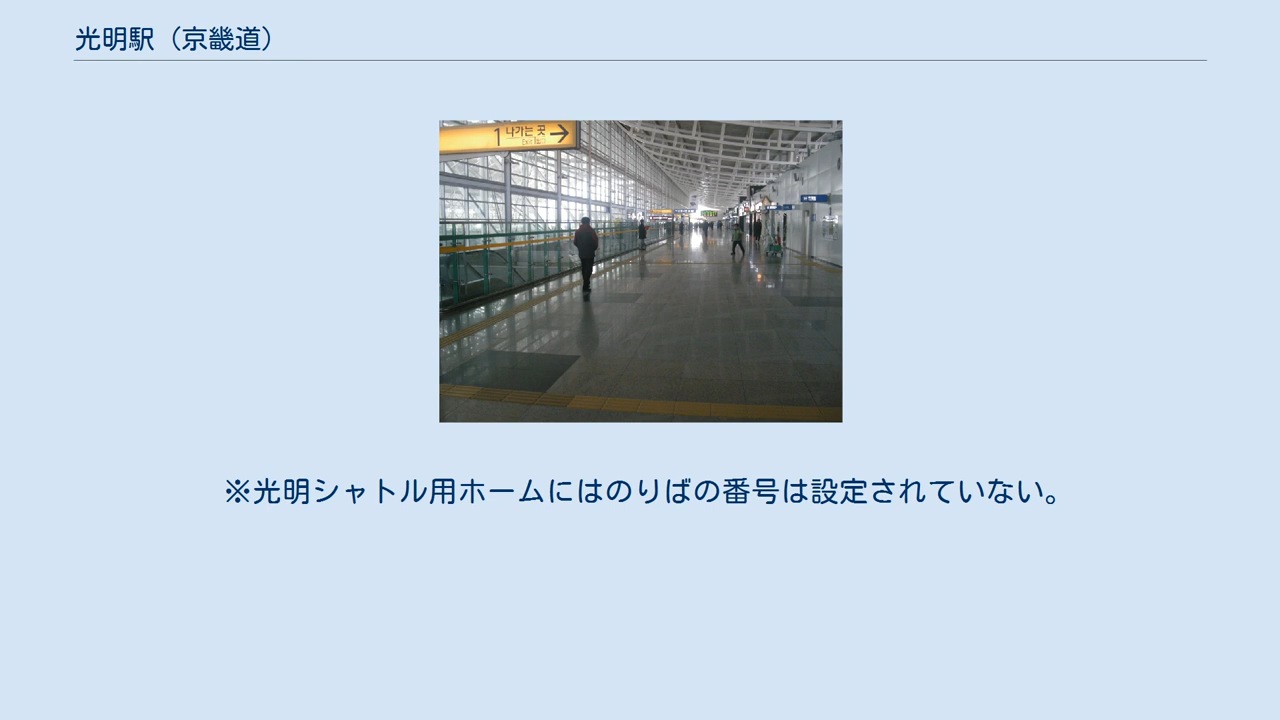 光明駅（京畿道）
1 나가는 곳
※光明シャトル用ホームにはのりばの番号は設定されていない。